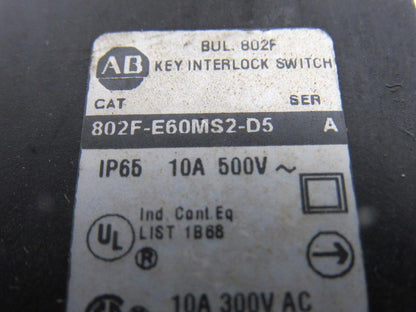 BUL. 802F
AB KEY INTERLOCK SWITCH
CAT SER
802F-E60MS2-D5 A
IP65 10A 500V ~
Ind. Cont. Eq.
UL LIST 1B68
®
10A 300V AC